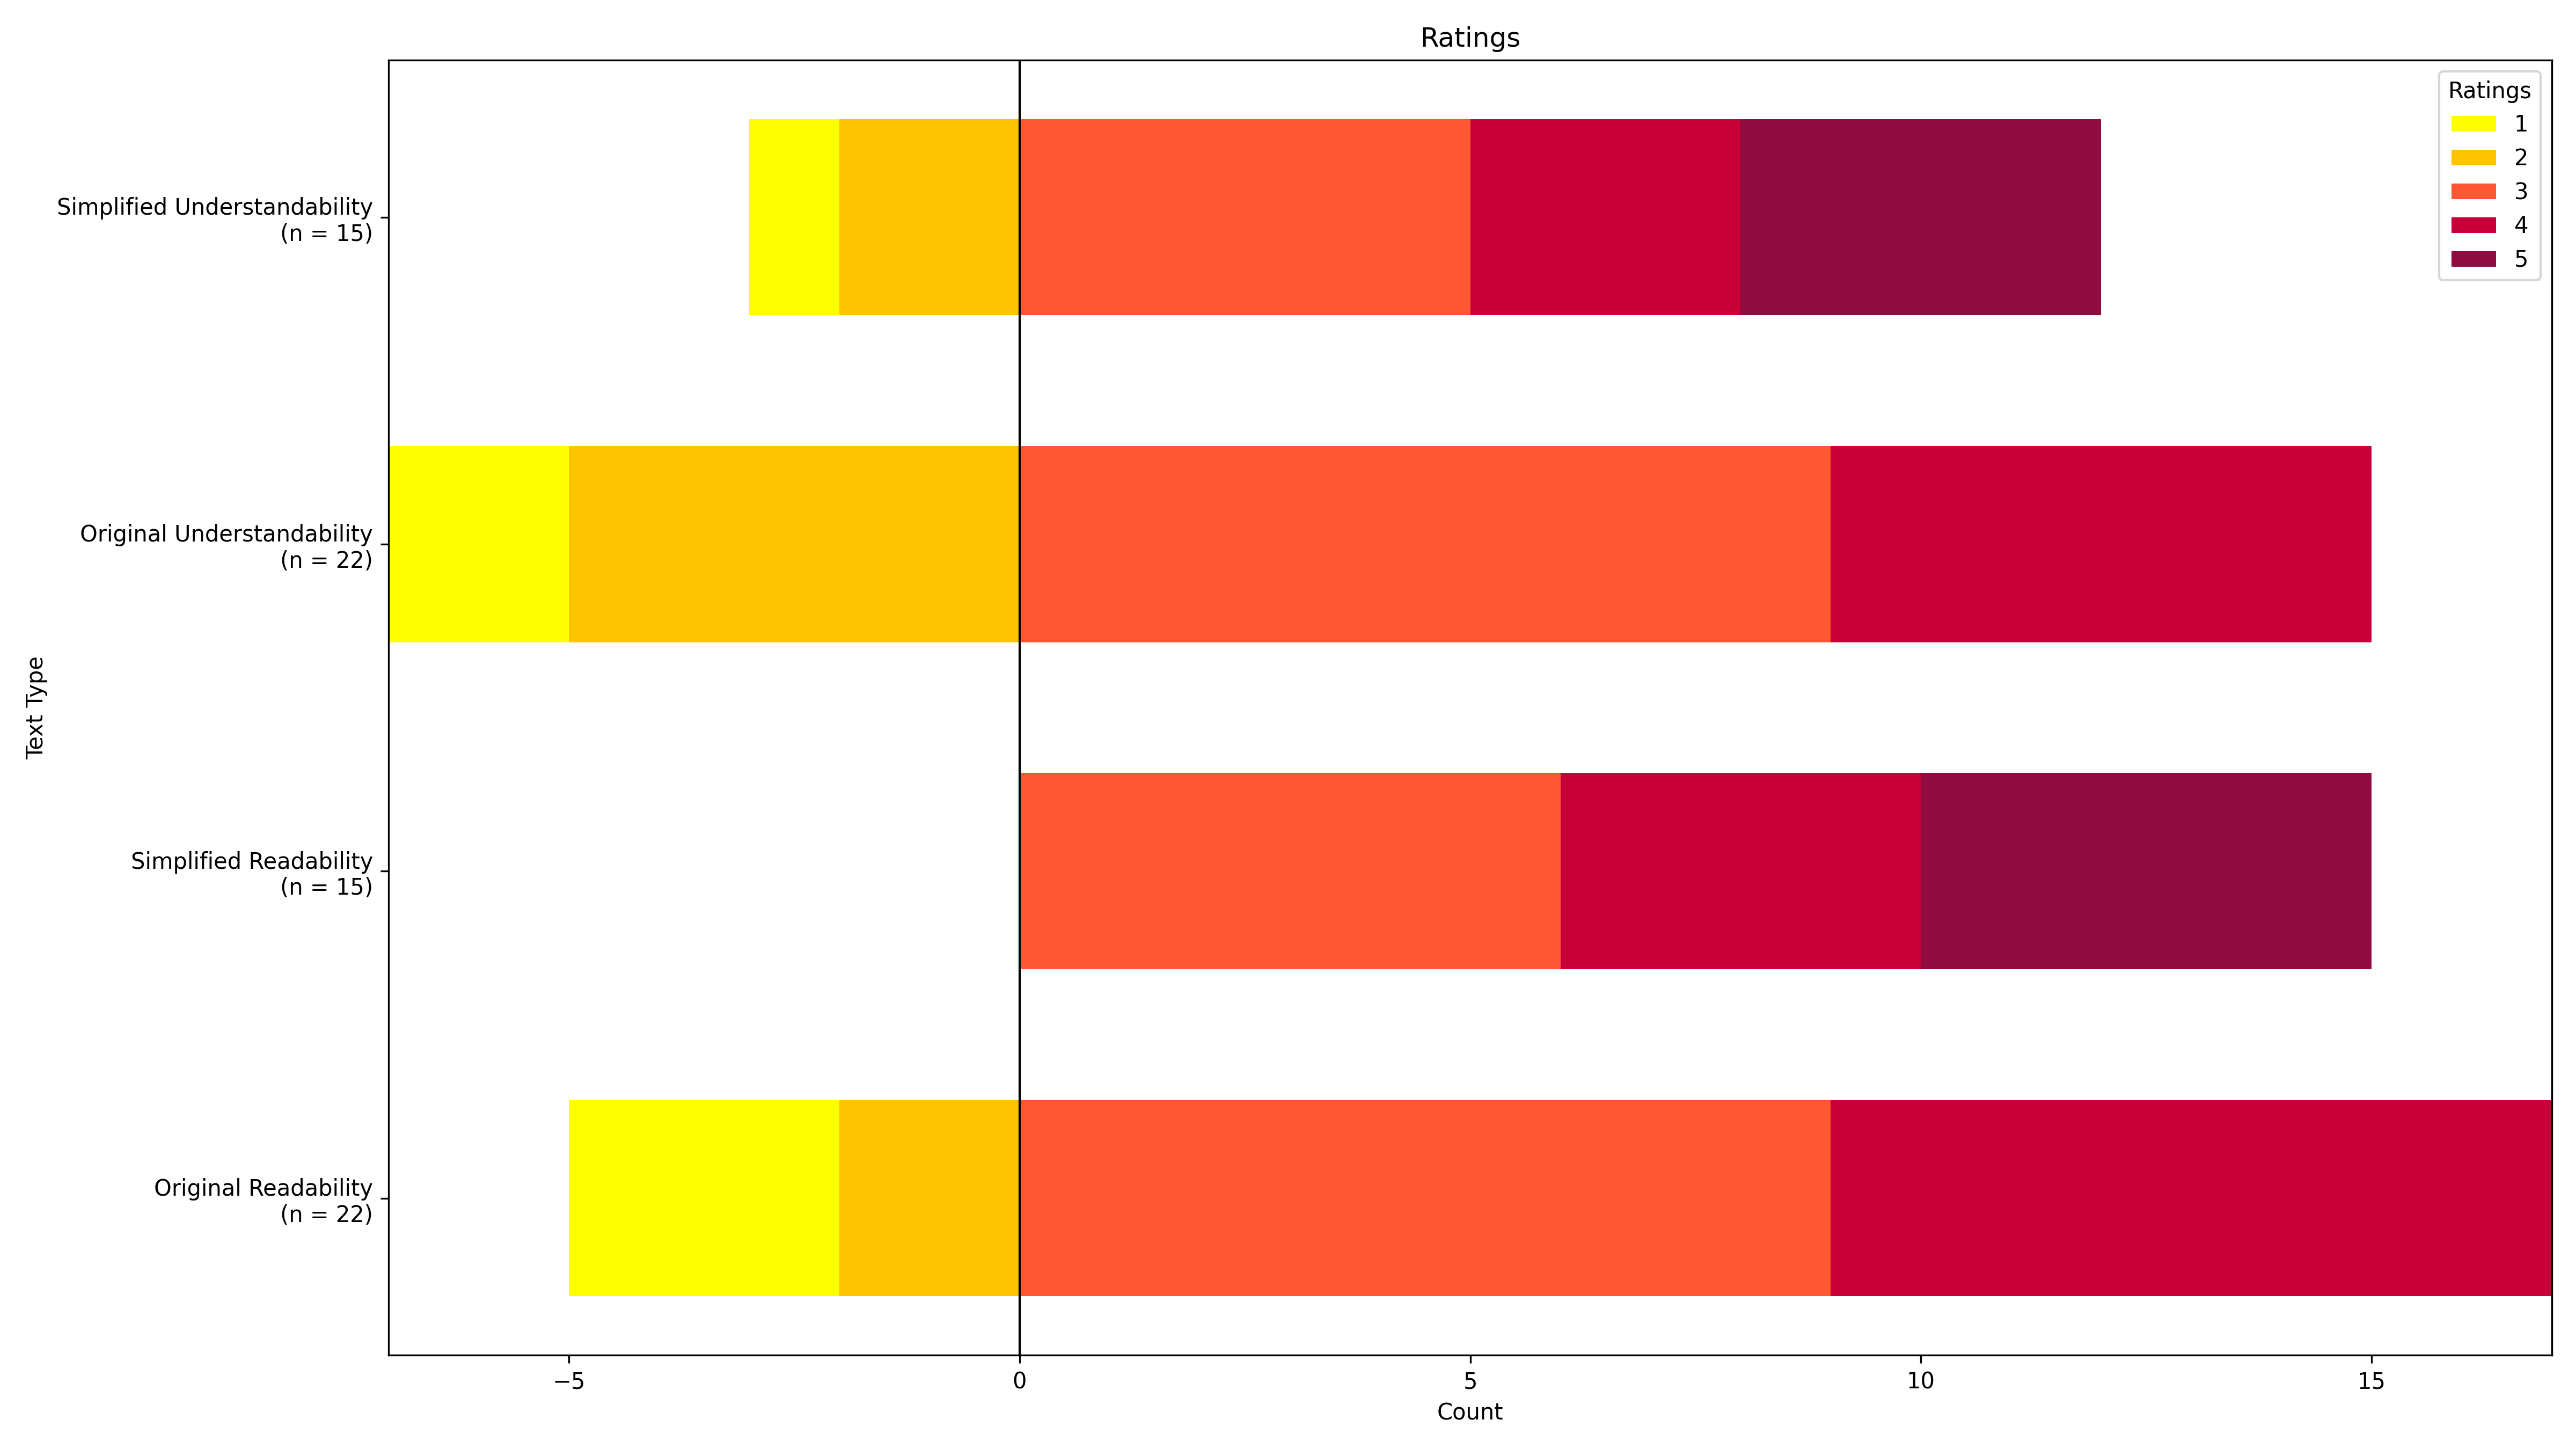 Ratings
Ratings
1
2
3
4
5
Simplified Understandability
(n = 15)
Original Understandability
(n = 22)
Simplified Readability
(n = 15)
Original Readability
(n = 22)
Text Type
−5
0
5
10
15
Count